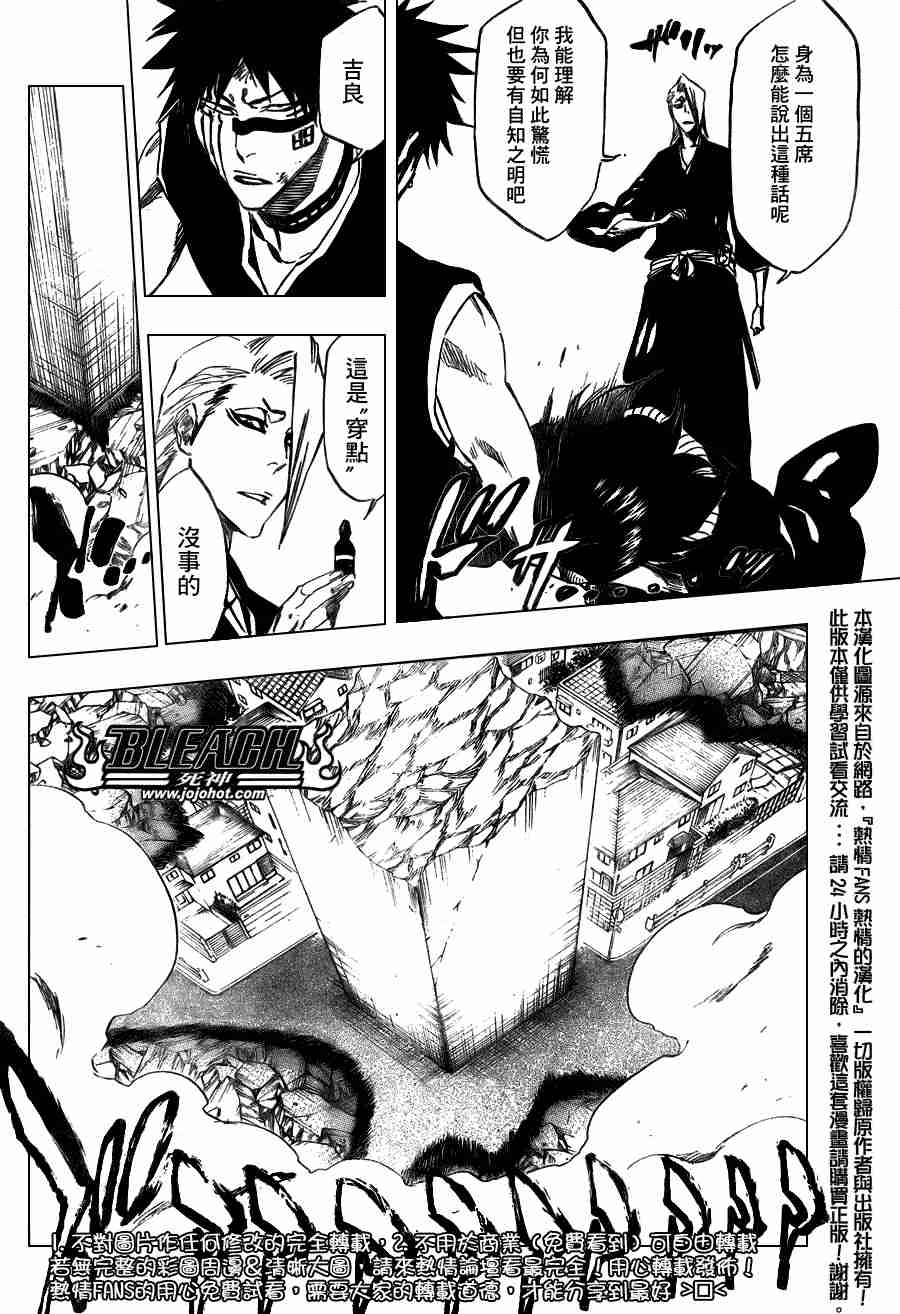 身為一個五席
怎麼能說出這種話呢
我能理解
你為何如此驚慌
但也要有自知之明吧
吉良
這是〞穿點〞
沒事的
BLEACH
死神
www.jojohot.com
本漢化圖源來自於網路，『熱情FANS 熱情的漢化』一切版權歸原作者與出版社擁有！
此版本僅供學習試看交流… 請 24 小時之內消除，喜歡這套漫畫請購買正版！謝謝。
1. 不對圖片作任何修改的完全轉載，2. 不用於商業（免費看到）可自由轉載
若無完整的彩圖周邊&清晰大圖，請來熱情論壇看最完全！用心轉載發佈！
熱情FANS的用心免費試看，需要大家的轉載首億，才能分享到最好 >口<